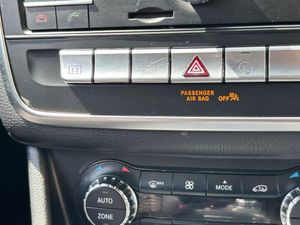 PASSENGER
AIR BAG OFF
MODE
AUTO
ZONE